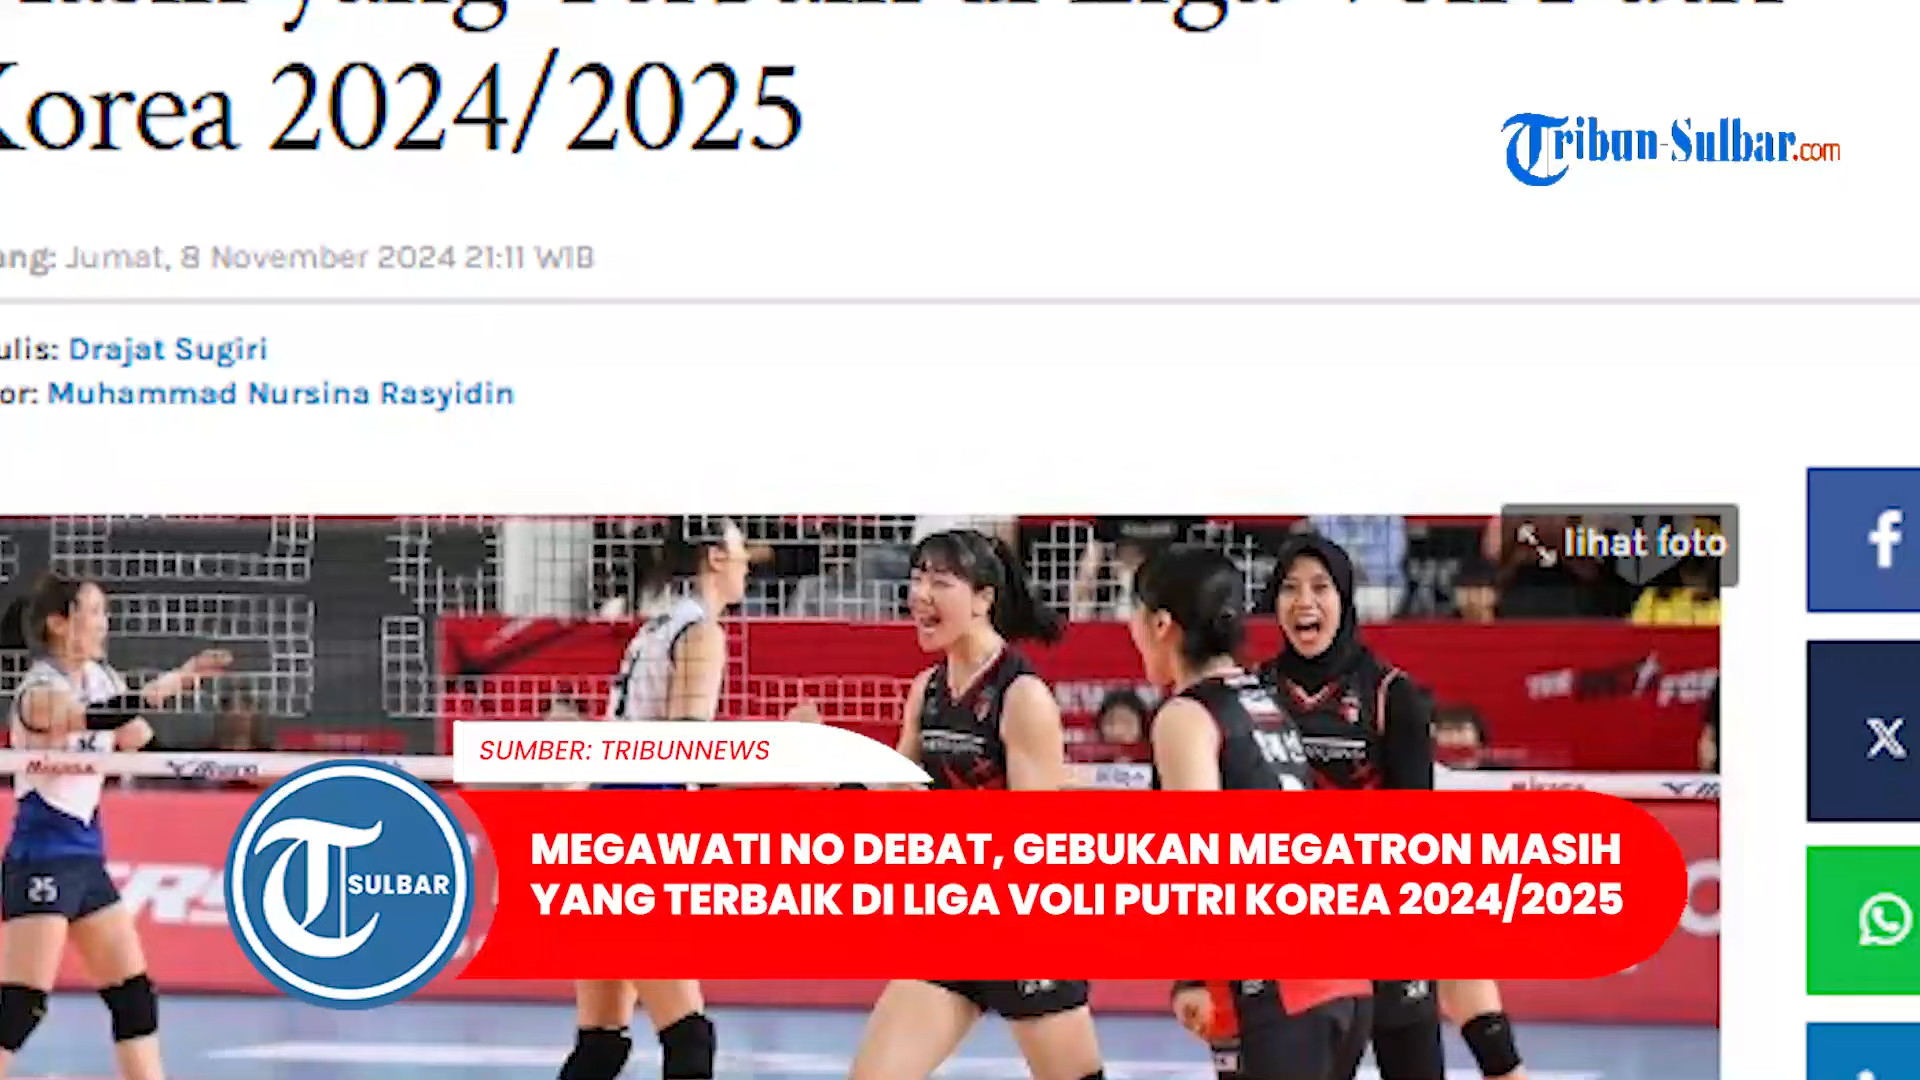 Korea 2024/2025
Tribun-Sulbar.com
Jumat, 8 November 2024 21:11 WIB
Drajat Sugiri
Muhammad Nursina Rasyidin
lihat foto
SUMBER: TRIBUNNEWS
SULBAR
MEGAWATI NO DEBAT, GEBUKAN MEGATRON MASIH
YANG TERBAIK DI LIGA VOLI PUTRI KOREA 2024/2025
25